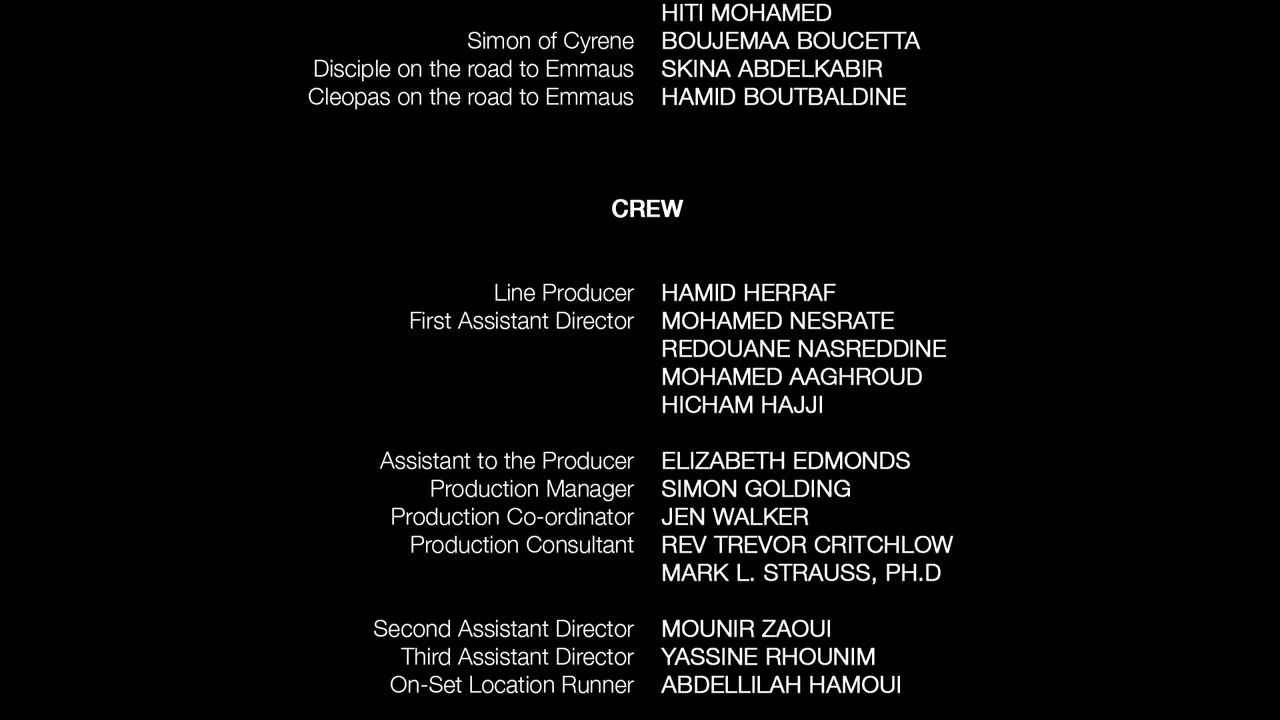 HITI MOHAMED
Simon of Cyrene BOUJEMAA BOUCETTA
Disciple on the road to Emmaus SKINA ABDELKABIR
Cleopas on the road to Emmaus HAMID BOUTBALDINE
CREW
Line Producer HAMID HERRAF
First Assistant Director MOHAMED NESRATE
REDOUANE NASREDDINE
MOHAMED AAGHROUD
HICHAM HAJJI
Assistant to the Producer ELIZABETH EDMONDS
Production Manager SIMON GOLDING
Production Co-ordinator JEN WALKER
Production Consultant REV TREVOR CRITCHLOW
MARK L. STRAUSS, PH.D
Second Assistant Director MOUNIR ZAOUI
Third Assistant Director YASSINE RHOUNIM
On-Set Location Runner ABDELLILAH HAMOUI